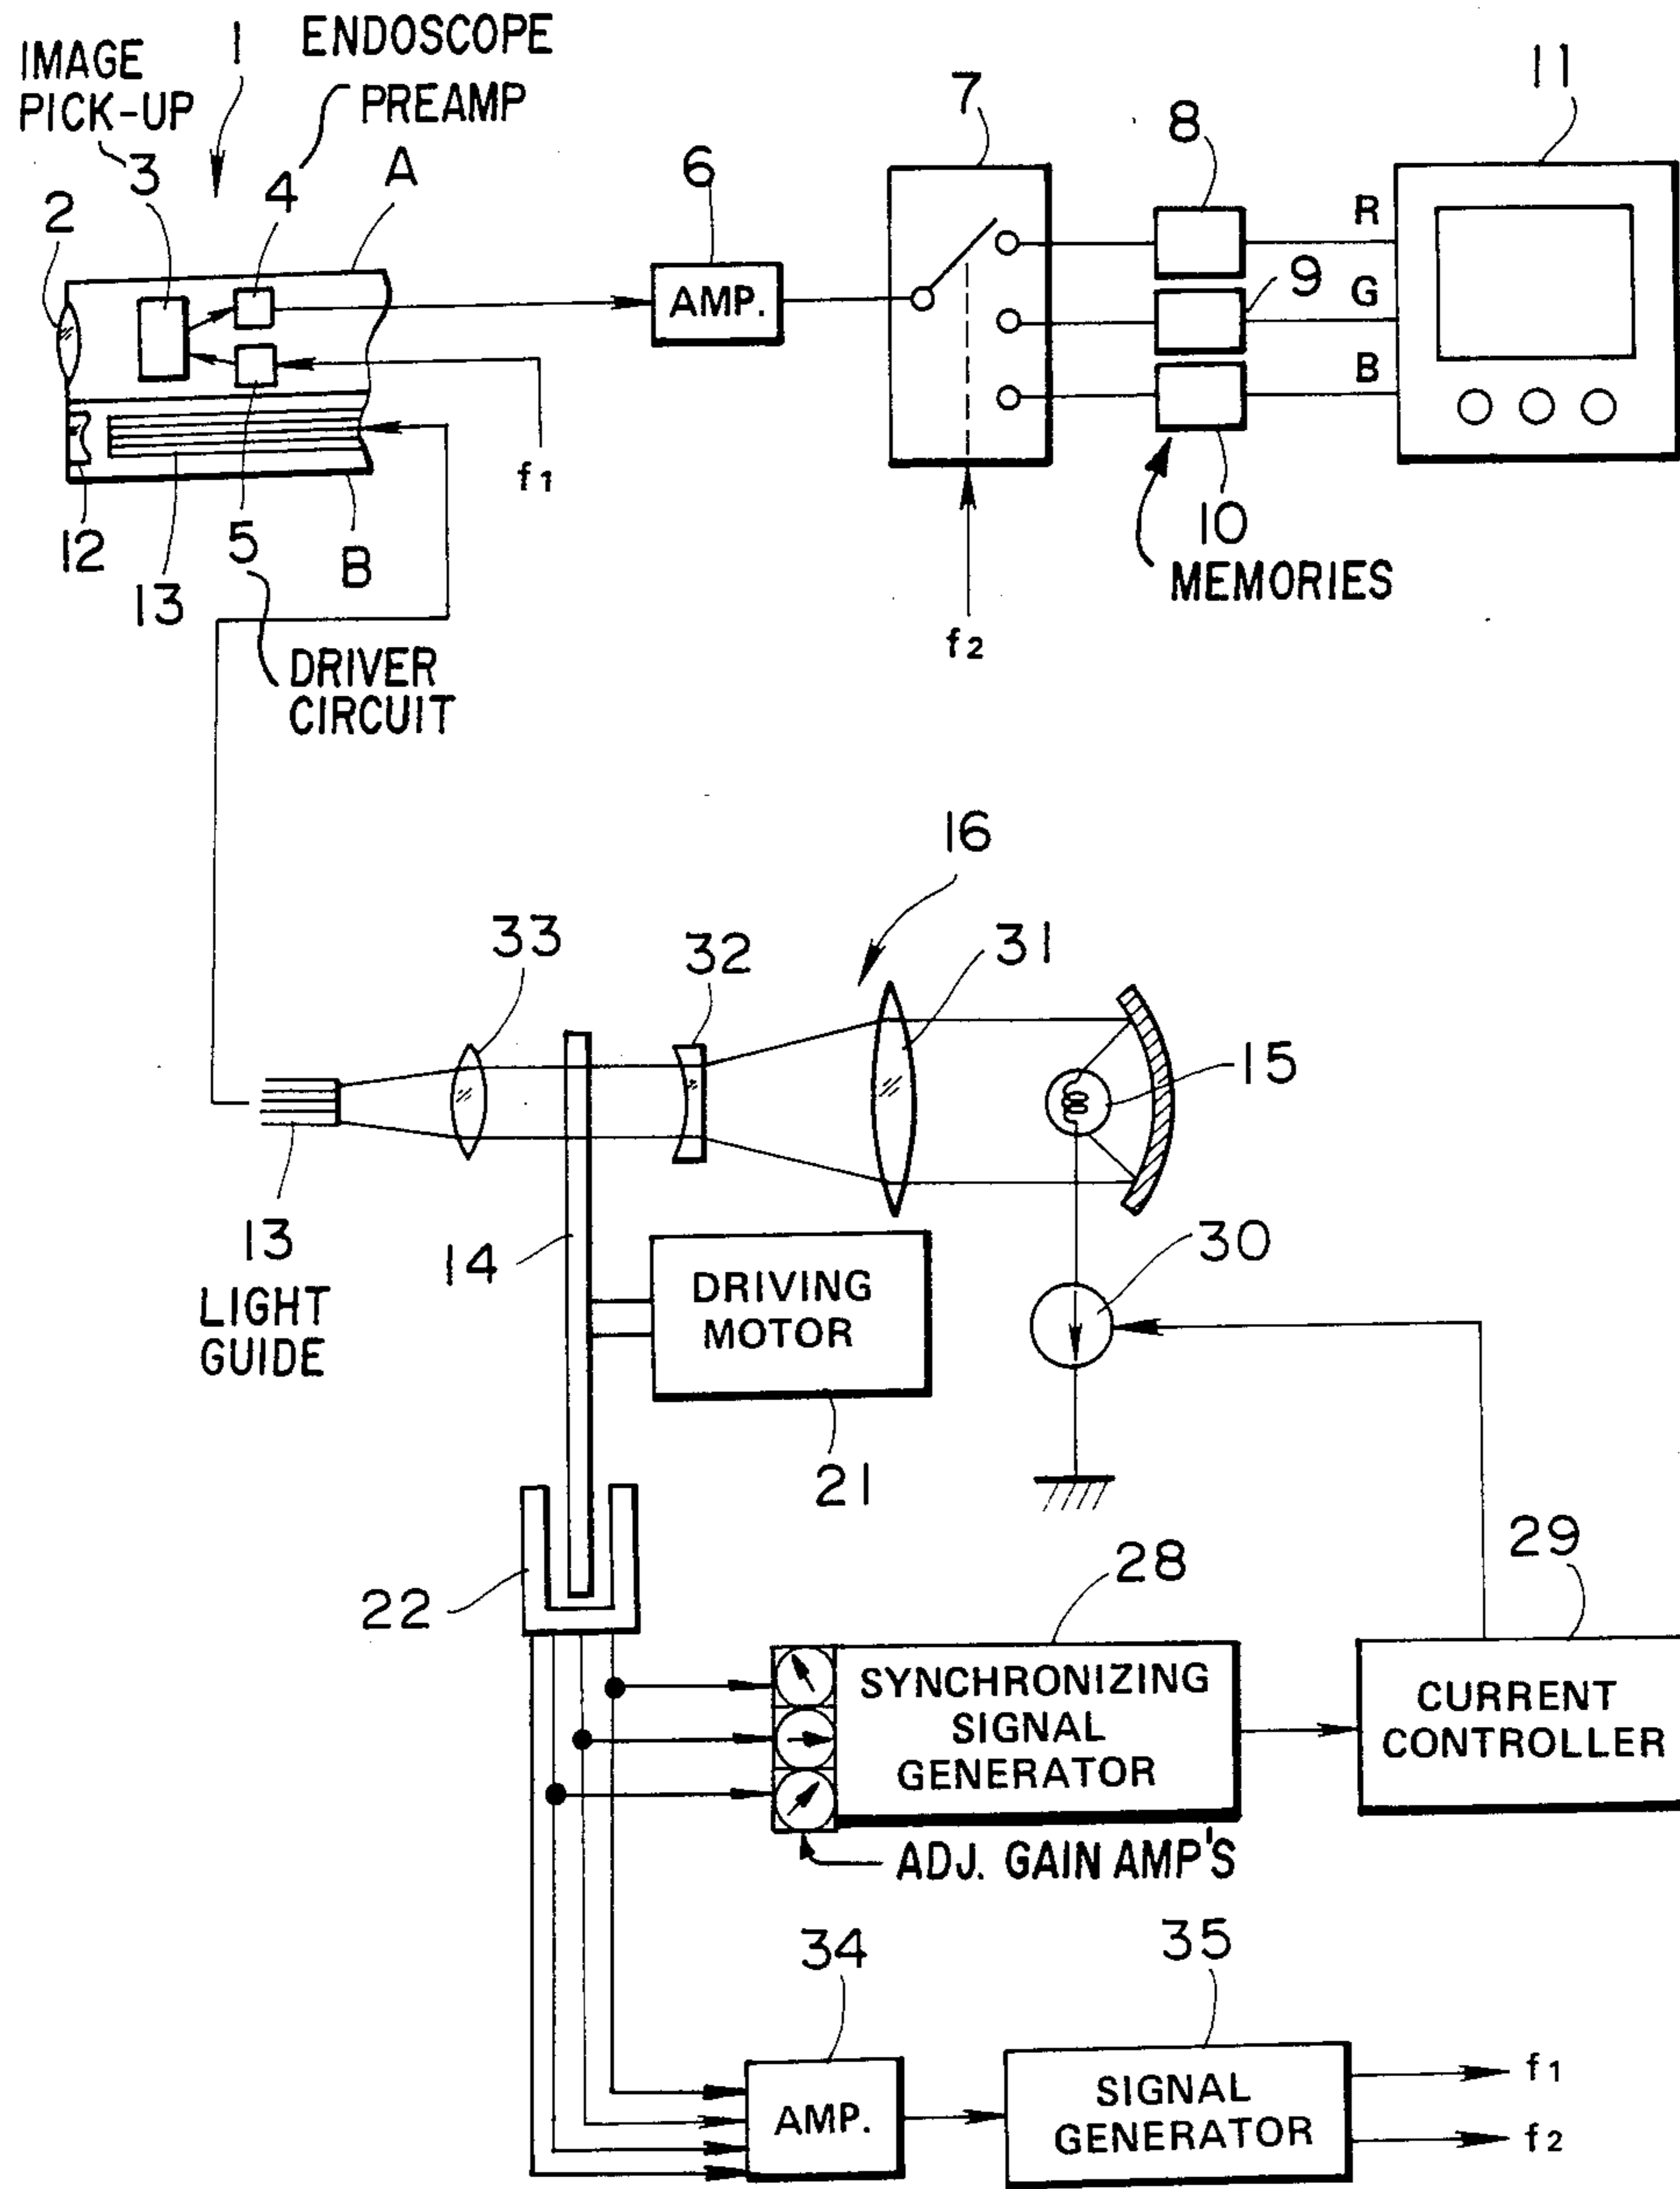 1
ENDOSCOPE
IMAGE
PICK-UP
PREAMP
3
4
A
2
6
7
8
11
AMP.
R
9
G
B
f1
12
13
5
B
10
MEMORIES
f2
DRIVER
CIRCUIT
16
33
32
31
15
13
LIGHT
GUIDE
14
DRIVING
MOTOR
30
21
22
28
29
SYNCHRONIZING
SIGNAL
GENERATOR
CURRENT
CONTROLLER
ADJ. GAIN AMP'S
34
35
AMP.
SIGNAL
GENERATOR
f1
f2